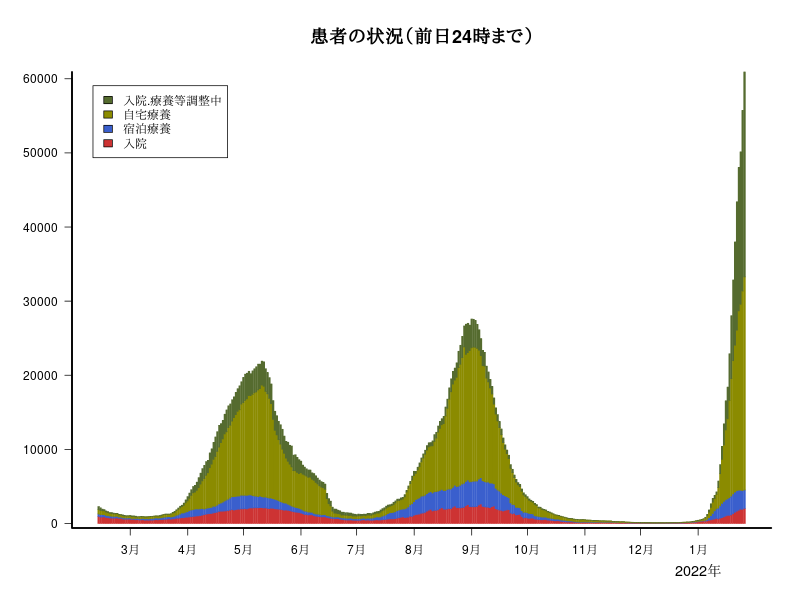 患者の状況（前日24時まで）
60000
50000
40000
30000
20000
10000
0
入院.療養等調整中
自宅療養
宿泊療養
入院
3月 4月 5月 6月 7月 8月 9月 10月 11月 12月 1月
2022年